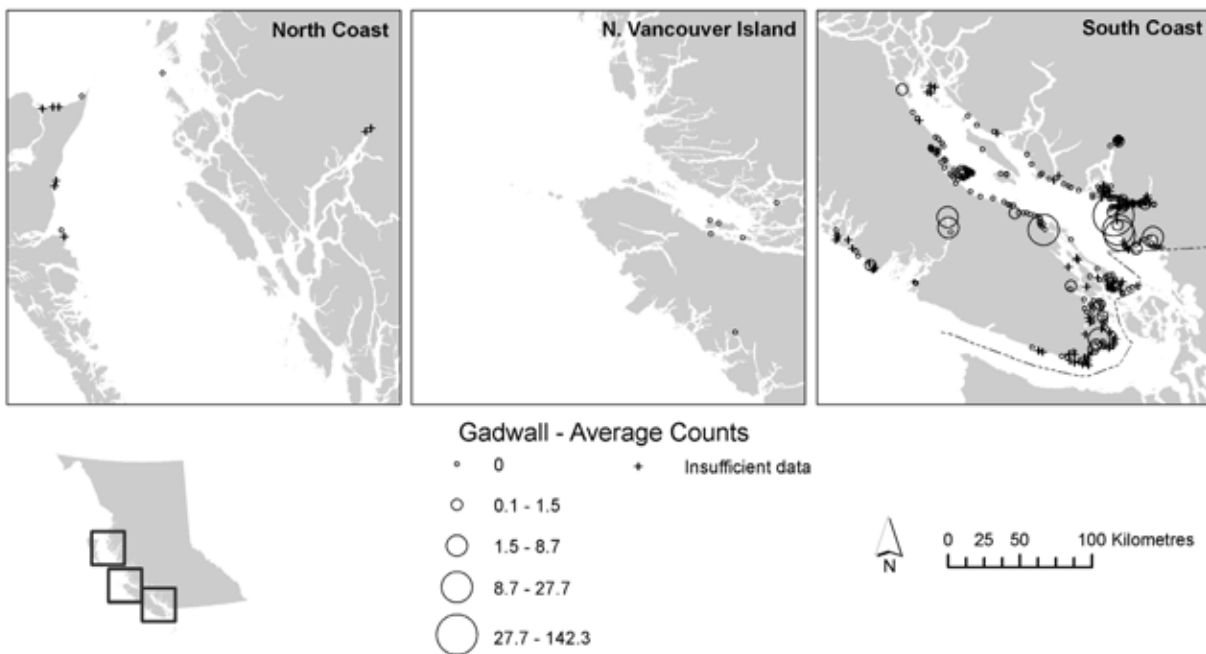 North Coast
N. Vancouver Island
South Coast
Gadwall - Average Counts
0
Insufficient data
0.1 - 1.5
1.5 - 8.7
8.7 - 27.7
27.7 - 142.3
N
0 25 50 100 Kilometres